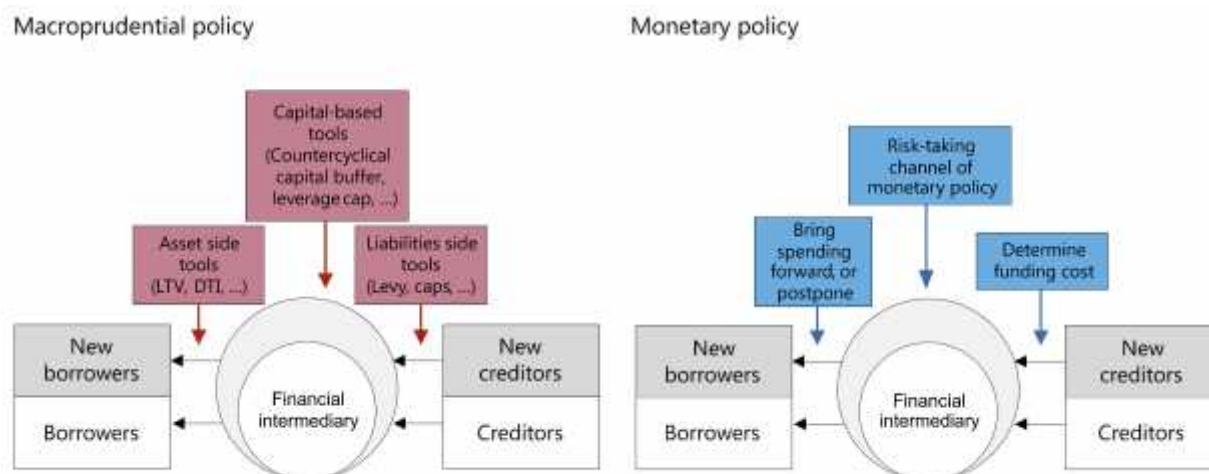 Macroprudential policy
Capital-based
tools
(Countercyclical
capital buffer,
leverage cap, ...)
Asset side
tools
(LTV, DTI, ...)
Liabilities side
tools
(Levy, caps, ...)
New
borrowers
Borrowers
Financial
intermediary
New
creditors
Creditors
Monetary policy
Risk-taking
channel of
monetary policy
Bring
spending
forward, or
postpone
Determine
funding cost
New
borrowers
Borrowers
Financial
intermediary
New
creditors
Creditors